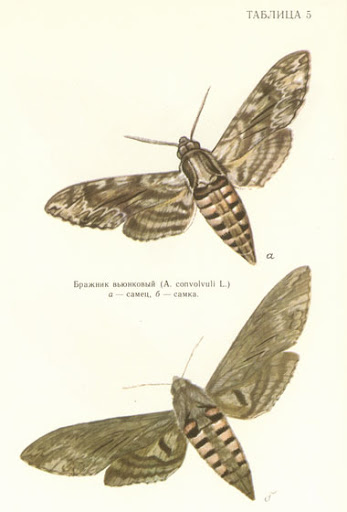 ТАБЛИЦА 5
а
Бражник вьюнковый (A. convolvuli L.)
а — самец, б — самка.
б